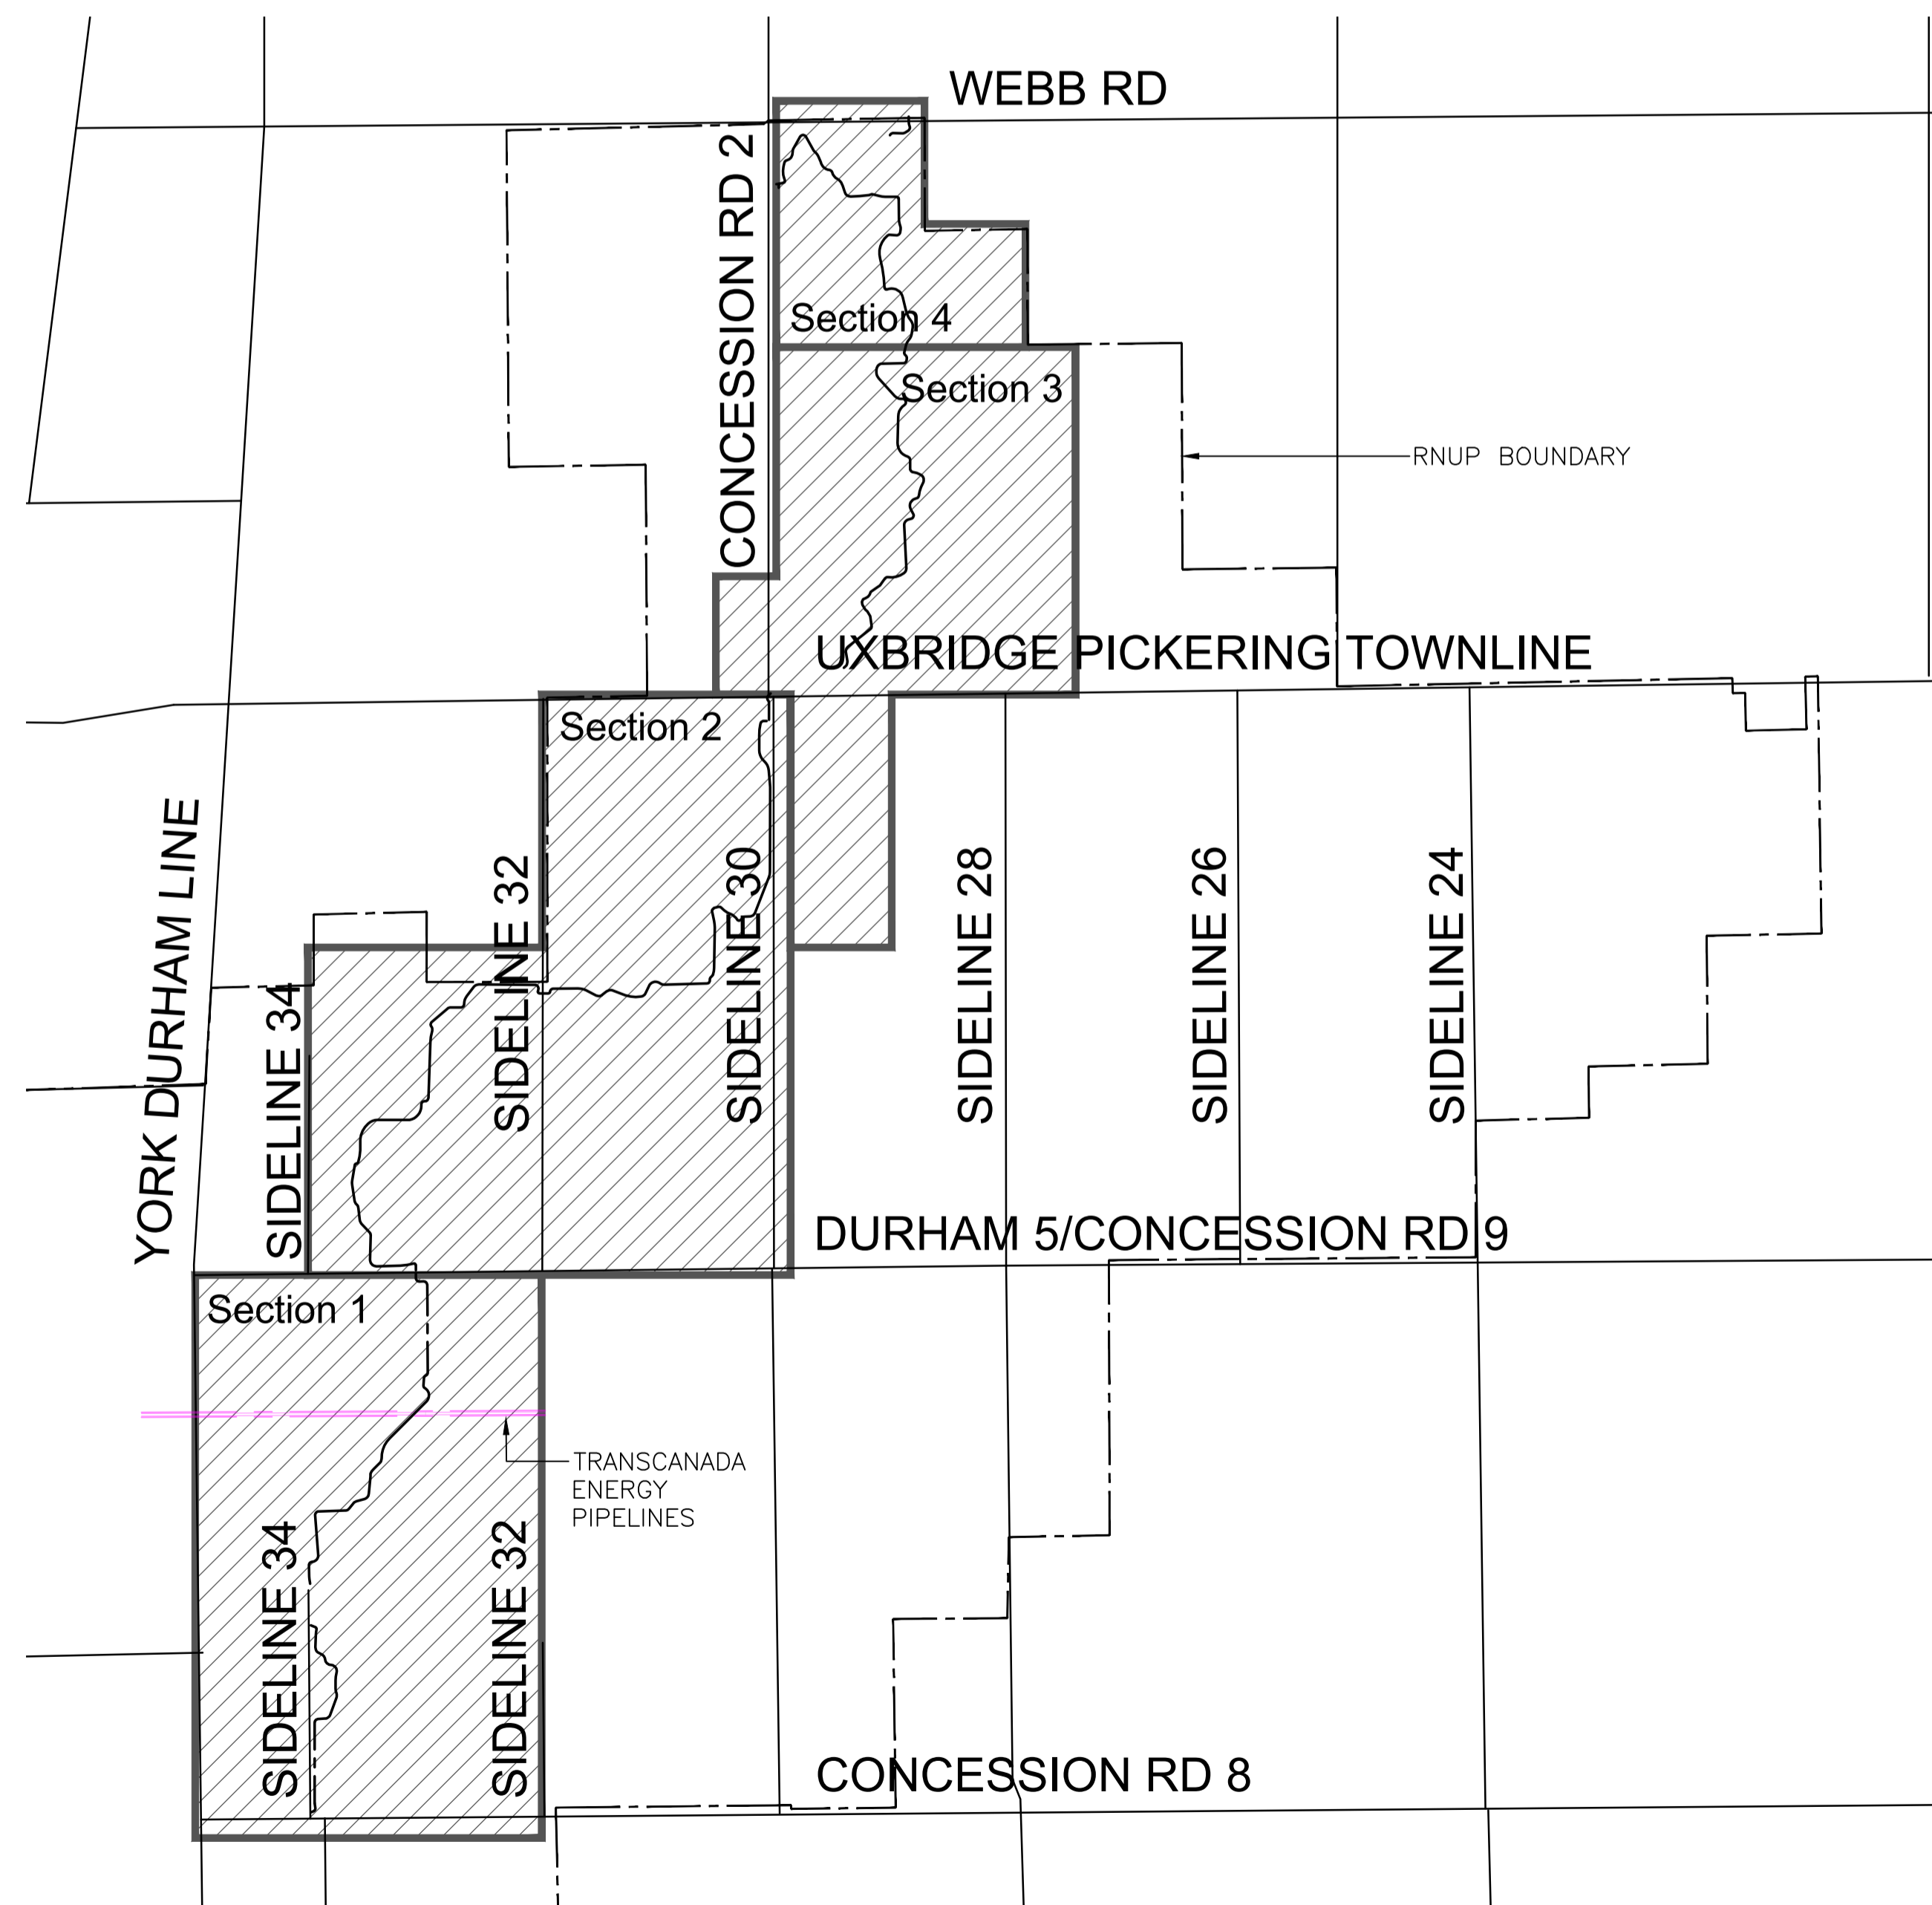 WEBB RD
CONCESSION RD 2
Section 4
Section 3
RNUP BOUNDARY
UXBRIDGE PICKERING TOWNLINE
Section 2
YORK DURHAM LINE
SIDELINE 34
SIDELINE 32
SIDELINE 30
SIDELINE 28
SIDELINE 26
SIDELINE 24
DURHAM 5/CONCESSION RD 9
Section 1
TRANSCANADA
ENERGY
PIPELINES
SIDELINE 34
SIDELINE 32
CONCESSION RD 8